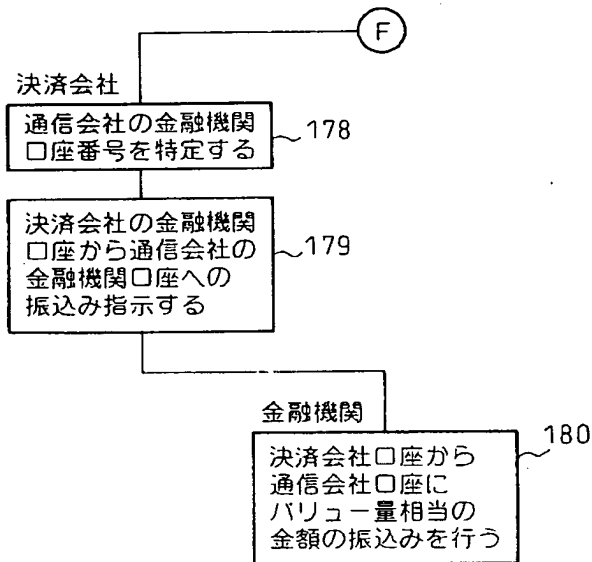 F
決済会社
通信会社の金融機関
口座番号を特定する
178
決済会社の金融機関
口座から通信会社の
金融機関口座への
振込み指示する
179
金融機関
決済会社口座から
通信会社口座に
バリュー量相当の
金額の振込みを行う
180